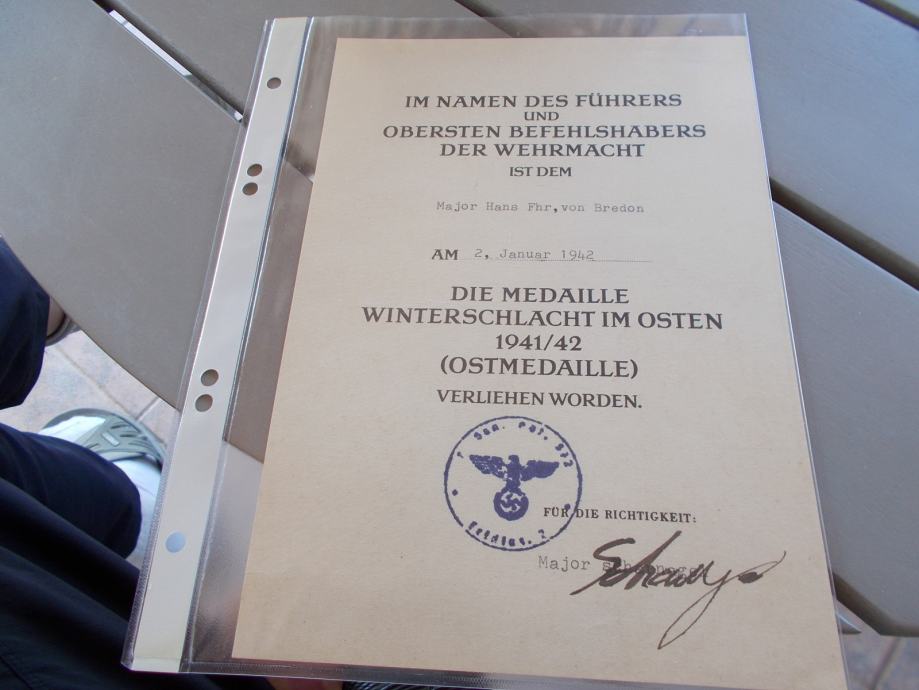 IM NAMEN DES FÜHRERS
UND
OBERSTEN BEFEHLSHABERS
DER WEHRMACHT
IST DEM
Major Hans Fhr, von Bredon
AM 2, Januar 1942
DIE MEDAILLE
WINTERSCHLACHT IM OSTEN
1941/42
(OSTMEDAILLE)
VERLIEHEN WORDEN.
FÜR DIE RICHTIGKEIT:
Major